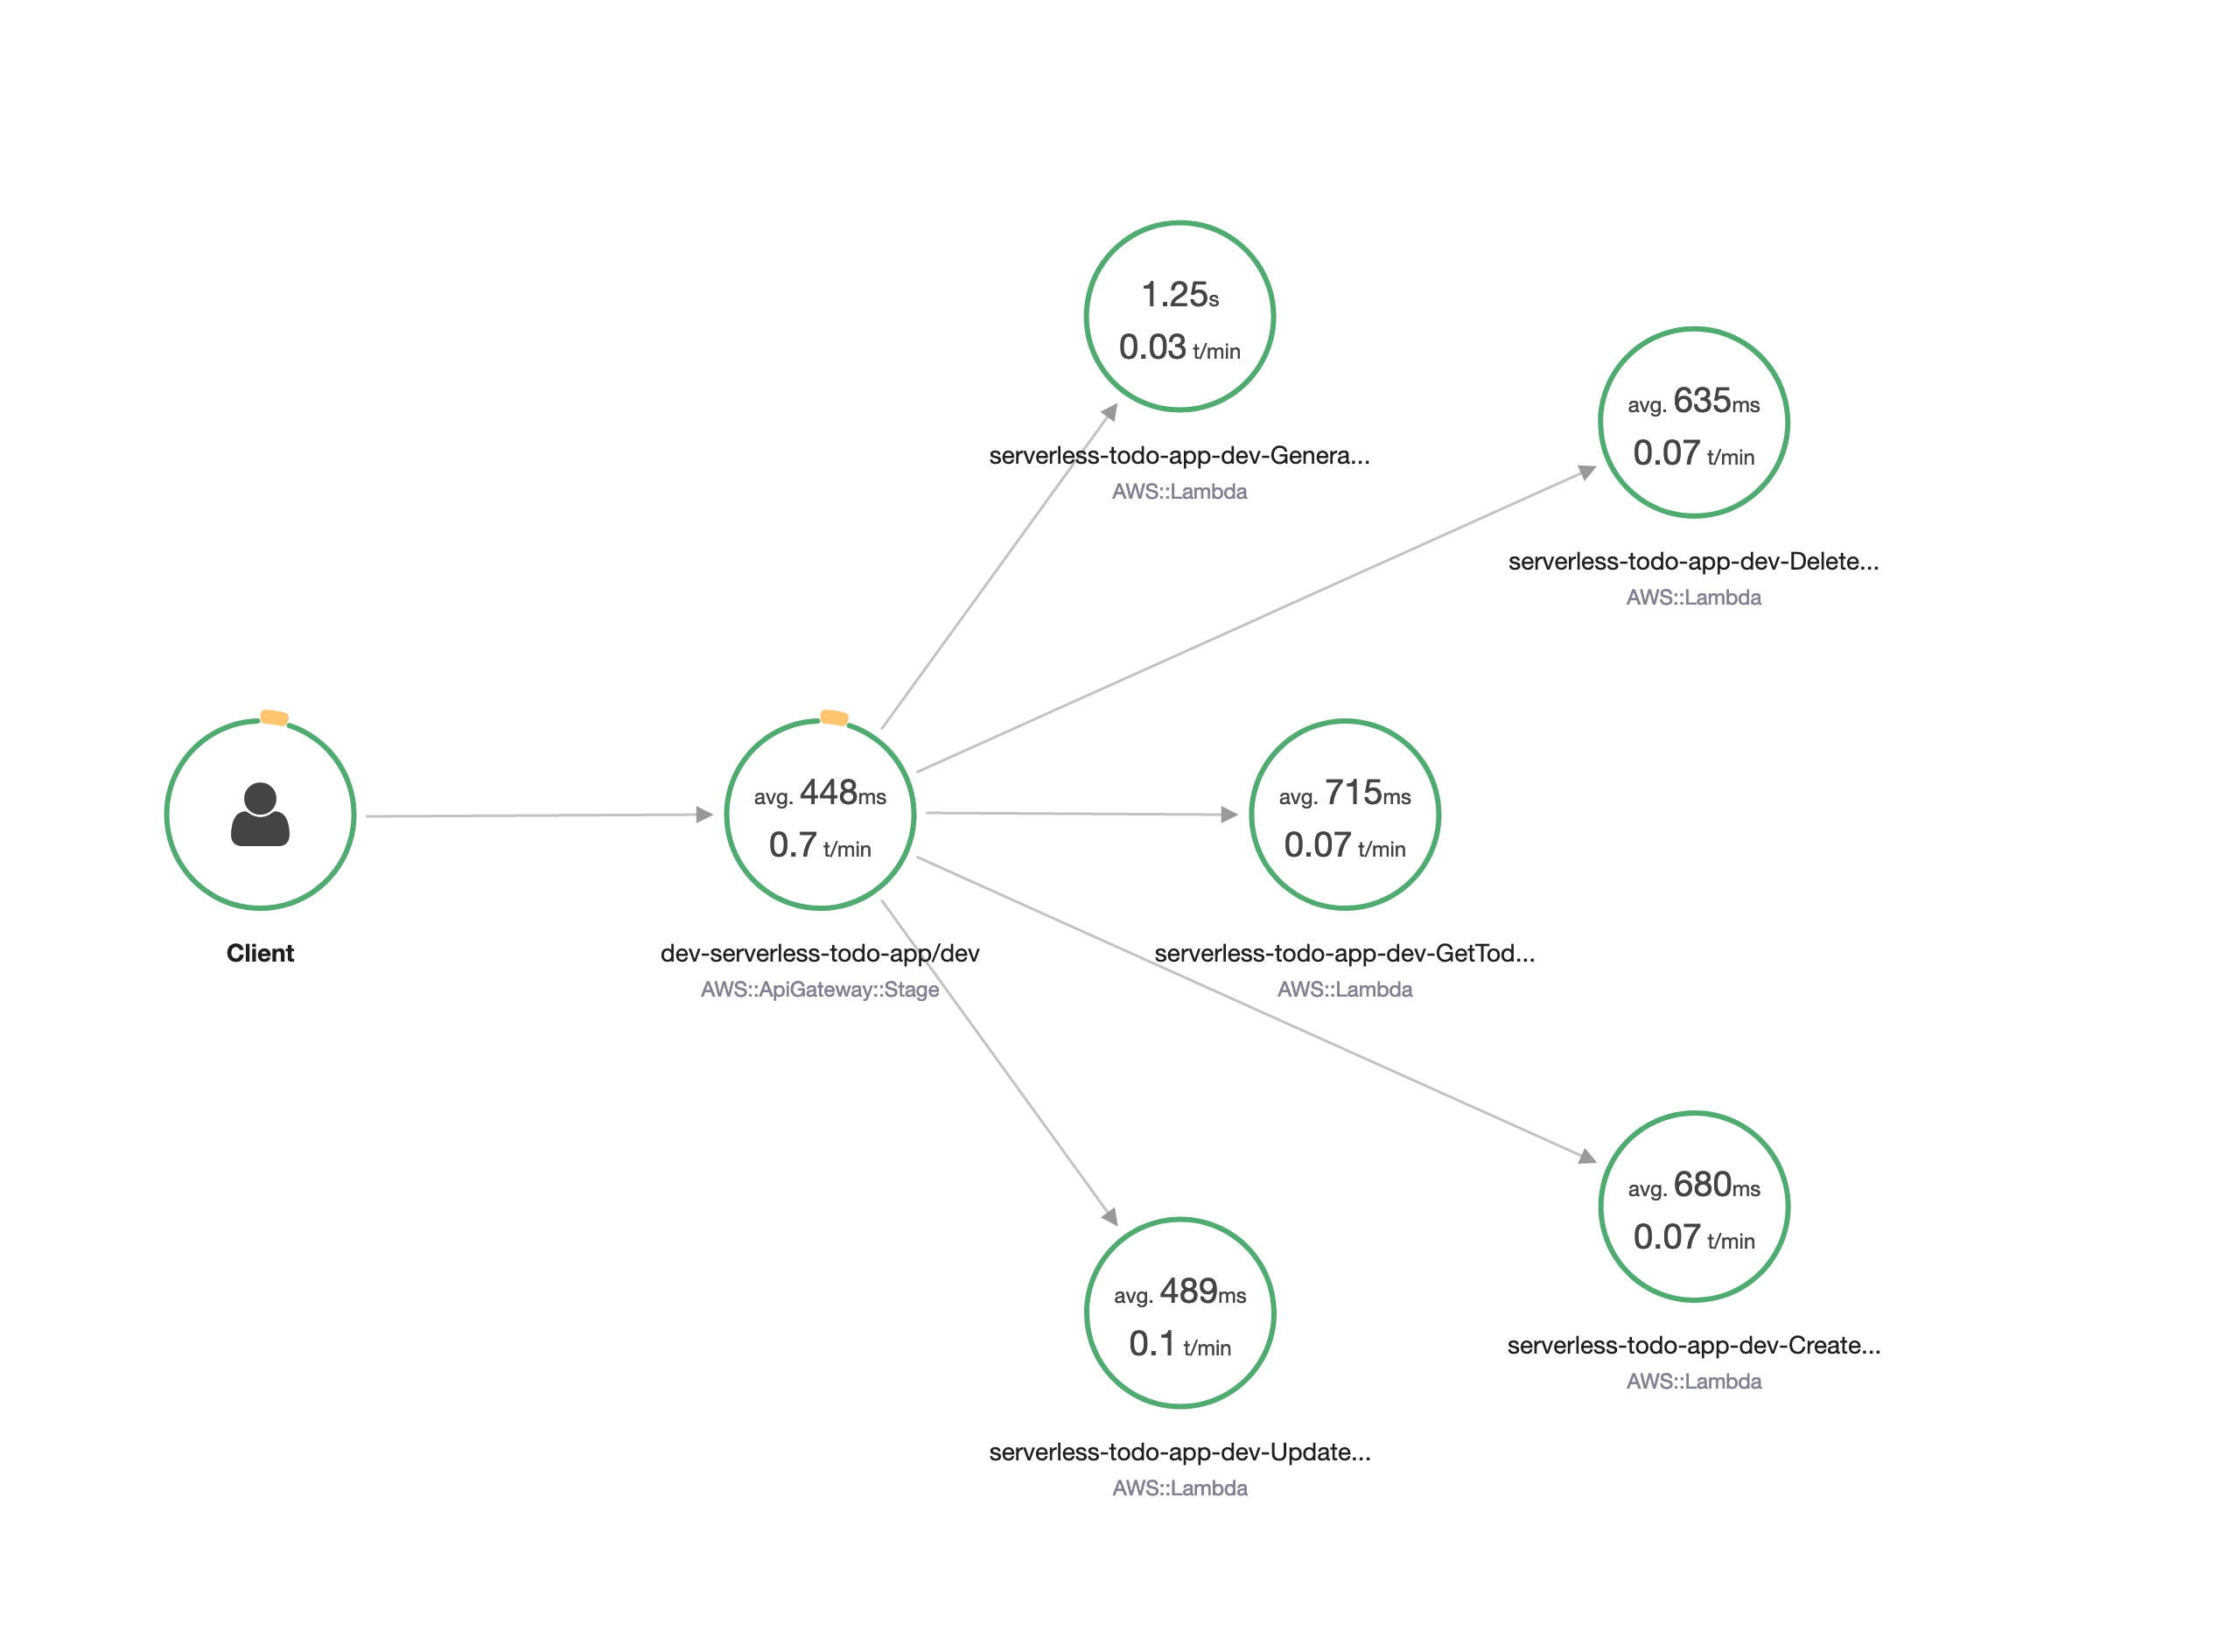 1.25s
0.03 t/min
serverless-todo-app-dev-Genera...
AWS::Lambda
avg. 635ms
0.07 t/min
serverless-todo-app-dev-Delete...
AWS::Lambda
Client
avg. 448ms
0.7 t/min
dev-serverless-todo-app/dev
AWS::ApiGateway::Stage
avg. 715ms
0.07 t/min
serverless-todo-app-dev-GetTod...
AWS::Lambda
avg. 680ms
0.07 t/min
serverless-todo-app-dev-Create...
AWS::Lambda
avg. 489ms
0.1 t/min
serverless-todo-app-dev-Update...
AWS::Lambda